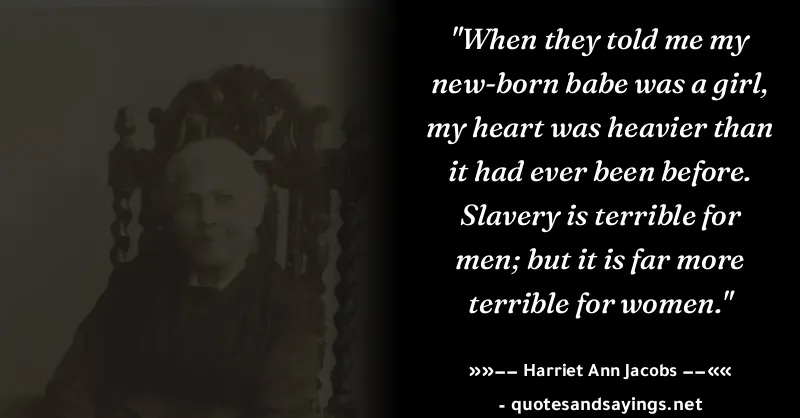 "When they told me my
new-born babe was a girl,
my heart was heavier than
it had ever been before.
Slavery is terrible for
men; but it is far more
terrible for women."
»»–– Harriet Ann Jacobs ––««
- quotesandsayings.net